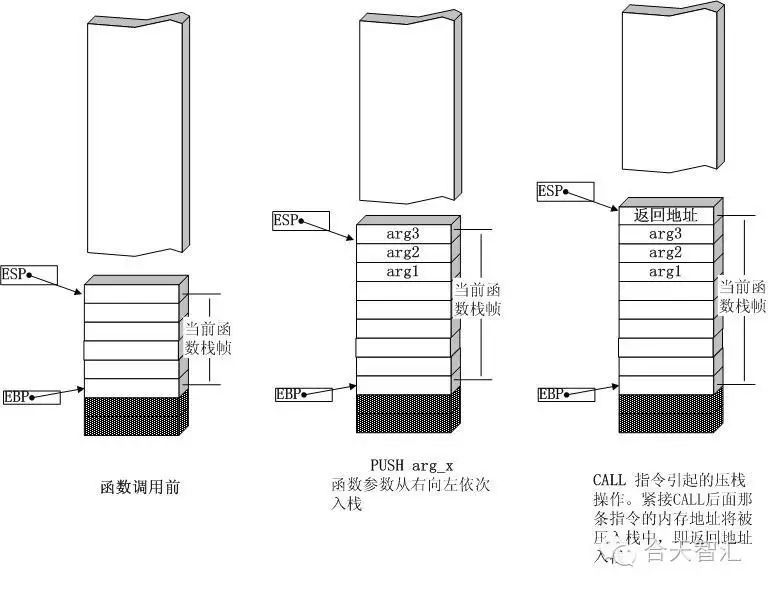 ESP
当前函
数栈帧
EBP
函数调用前
ESP
arg3
arg2
arg1
当前函
数栈帧
EBP
PUSH arg_x
函数参数从右向左依次
入栈
ESP
返回地址
arg3
arg2
arg1
当前函
数栈帧
EBP
CALL 指令引起的压栈
操作。紧接CALL后面那
条指令的内存地址将被
压入栈中，即返回地址
入
合天智汇